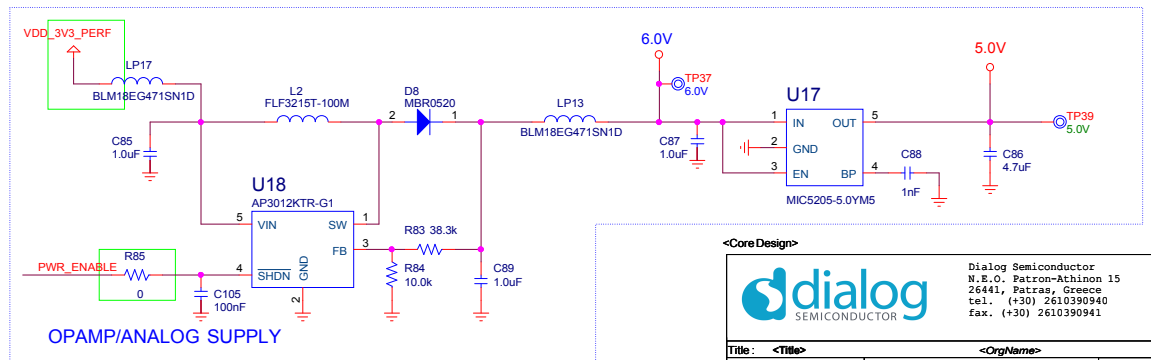 VDD_3V3_PERF
LP17
BLM18EG471SN1D
L2
FLF3215T-100M
D8
MBR0520
2
1
LP13
BLM18EG471SN1D
6.0V
TP37
6.0V
5.0V
TP39
5.0V
C85
1.0uF
C87
1.0uF
U17
1
IN
OUT
5
2
GND
3
EN
BP
4
MIC5205-5.0YM5
C88
1nF
C86
4.7uF
U18
AP3012KTR-G1
5
VIN
SW
1
FB
3
4
SHDN
GND
2
R83 38.3k
R84
10.0k
C89
1.0uF
PWR_ENABLE
R85
0
C105
100nF
OPAMP/ANALOG SUPPLY
<Core Design>
dialog
SEMICONDUCTOR
Dialog Semiconductor
N.E.O. Patron-Athinon 15
26441, Patras, Greece
tel. (+30) 2610390940
fax. (+30) 2610390941
Title : <Title> <OrgName>